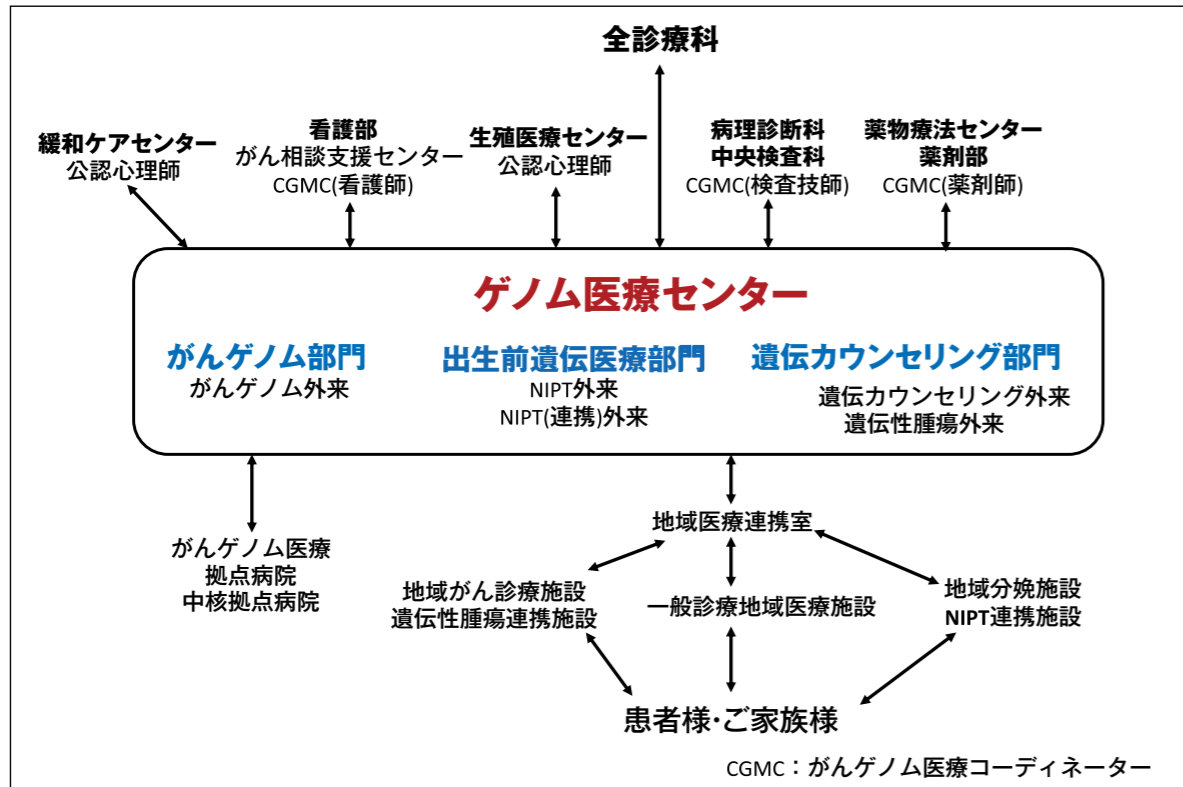 全診療科
緩和ケアセンター
公認心理師
看護部
がん相談支援センター
CGMC(看護師)
生殖医療センター
公認心理師
病理診断科
中央検査科
CGMC(検査技師)
薬物療法センター
薬剤部
CGMC(薬剤師)
ゲノム医療センター
がんゲノム部門
がんゲノム外来
出生前遺伝医療部門
NIPT外来
NIPT(連携)外来
遺伝カウンセリング部門
遺伝カウンセリング外来
遺伝性腫瘍外来
がんゲノム医療
拠点病院
中核拠点病院
地域医療連携室
地域がん診療施設
遺伝性腫瘍連携施設
一般診療地域医療施設
地域分娩施設
NIPT連携施設
患者様・ご家族様
CGMC：がんゲノム医療コーディネーター